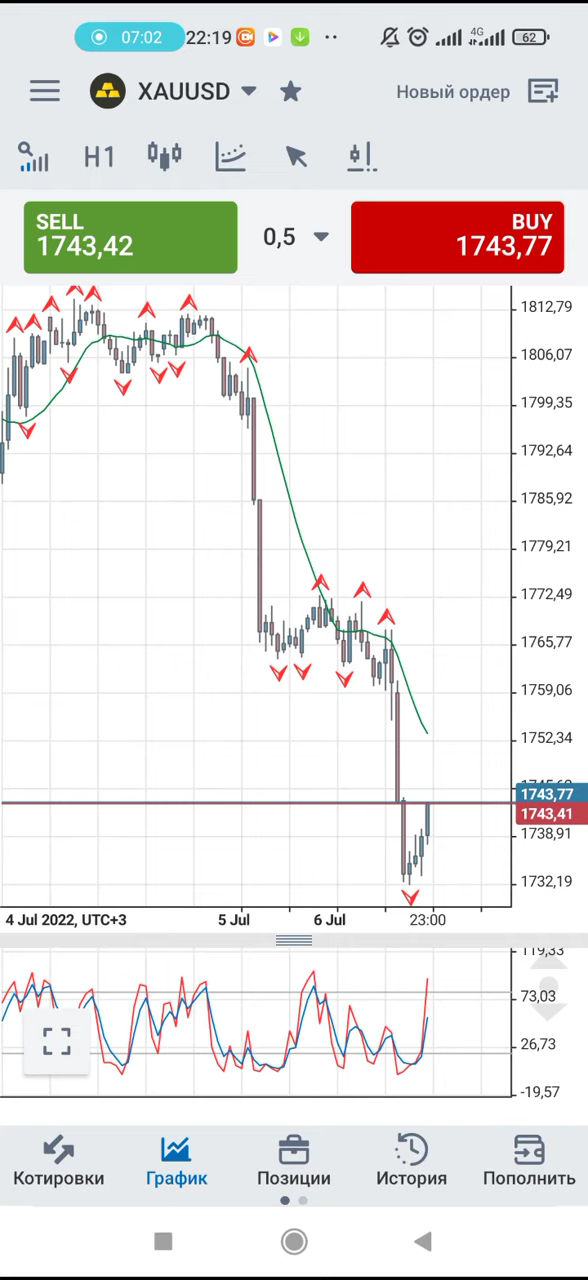 07:02 22:19 4G 62
XAUUSD Новый ордер
H1
SELL BUY
1743,42 0,5 1743,77
1812,79
1806,07
1799,35
1792,64
1785,92
1779,21
1772,49
1765,77
1759,06
1752,34
1743,77
1743,41
1738,91
1732,19
4 Jul 2022, UTC+3 5 Jul 6 Jul 23:00
119,33
73,03
26,73
-19,57
Котировки График Позиции История Пополнить